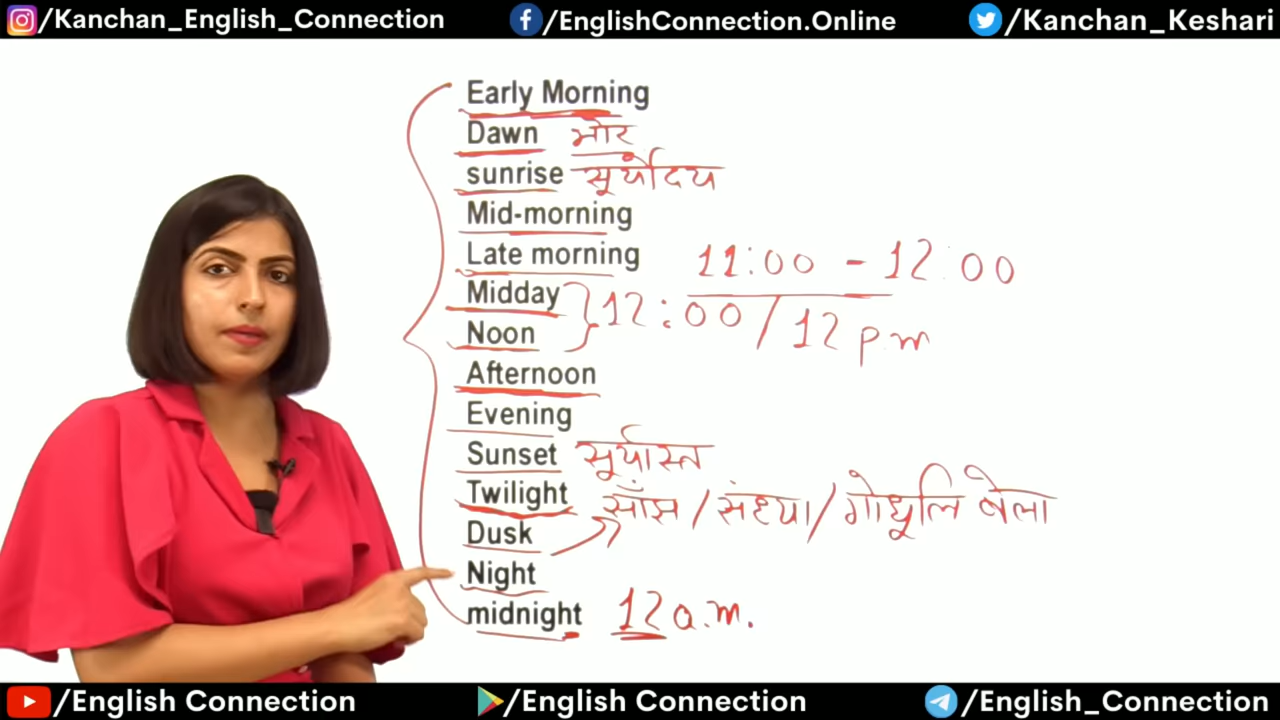 /Kanchan_English_Connection /EnglishConnection.Online /Kanchan_Keshari
Early Morning
Dawn भोर
sunrise सूर्योदय
Mid-morning
Late morning 11:00 - 12:00
Midday 12:00/12 p.m
Noon
Afternoon
Evening
Sunset सूर्यास्त
Twilight साँझ/संध्या/गोधूलि बेला
Dusk
Night
midnight 12 a.m.
/English Connection /English Connection /English_Connection